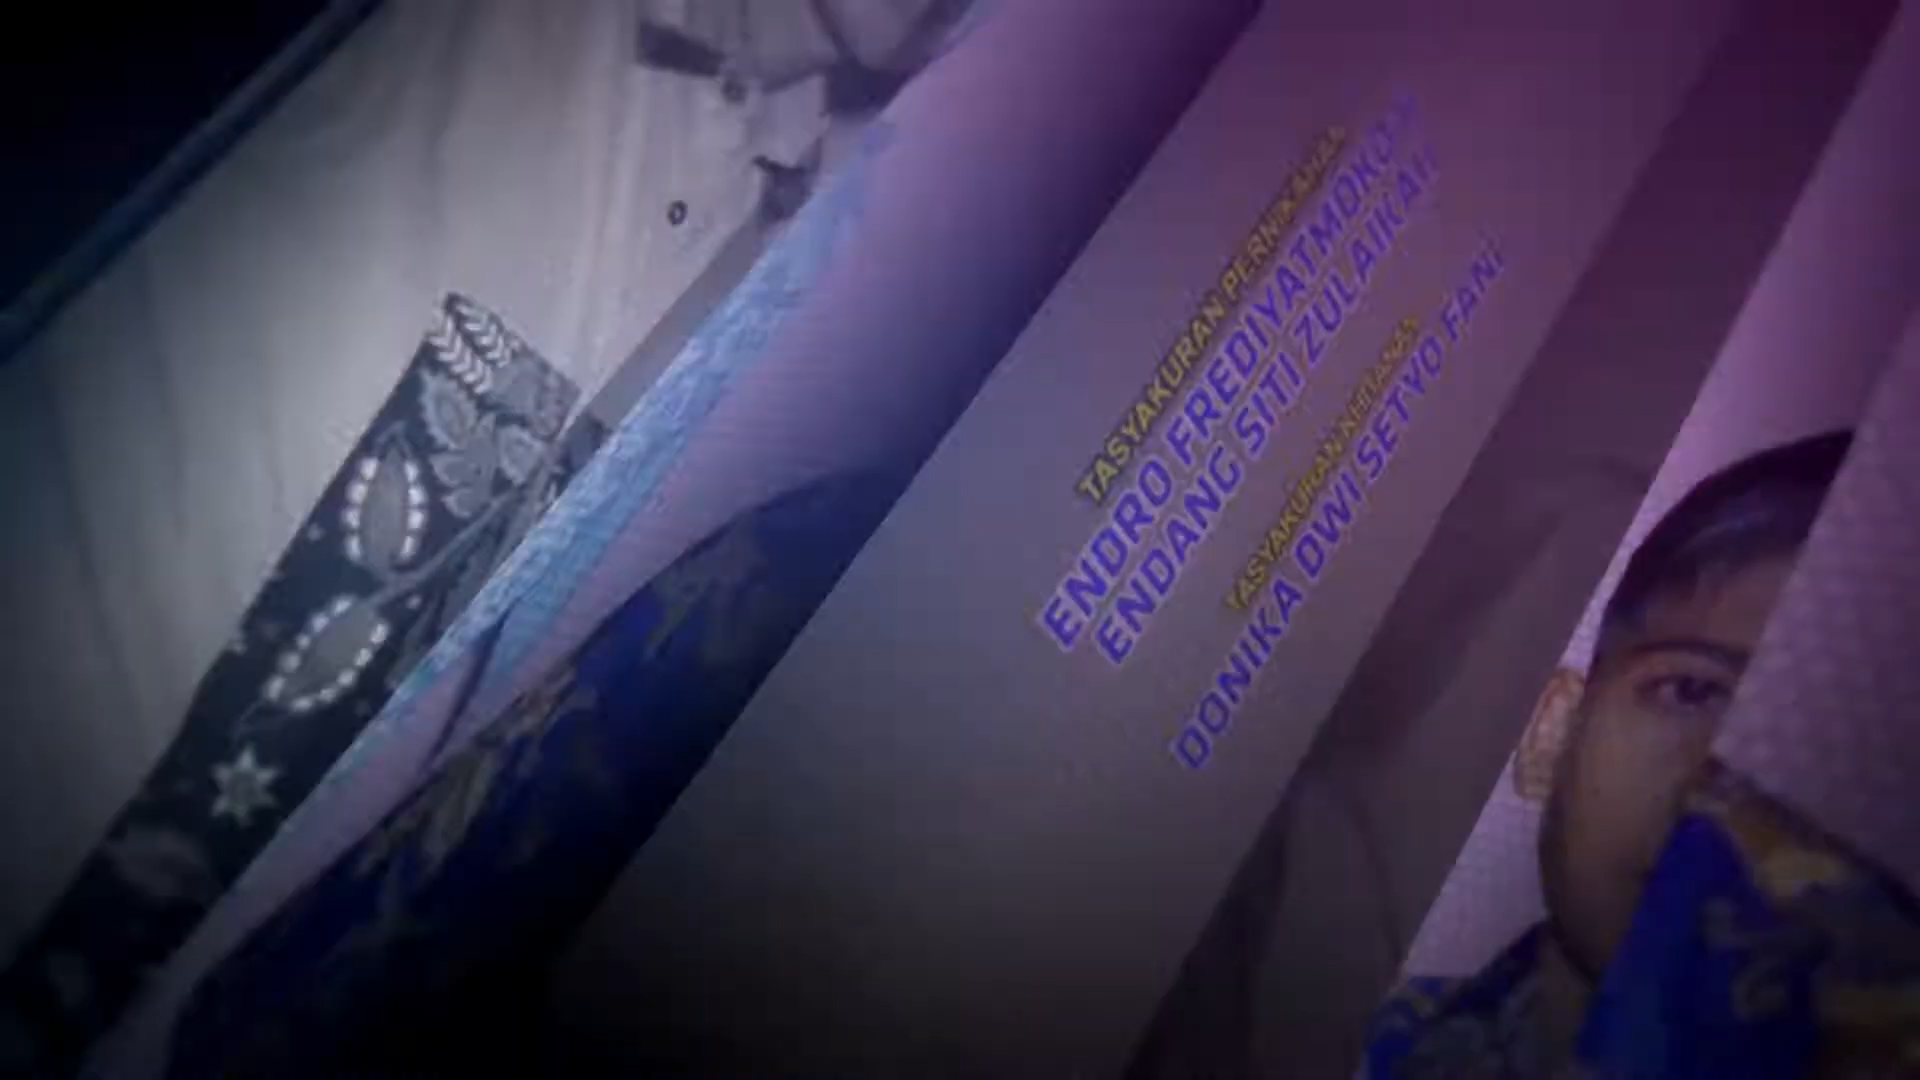 TASYAKURAN PERNIKAHAN
ENDRO FREDIYATMOKO
ENDANG SITI ZULAIKAH
TASYAKURAN KHITANAN
DONIKA DWI SETYO FANI